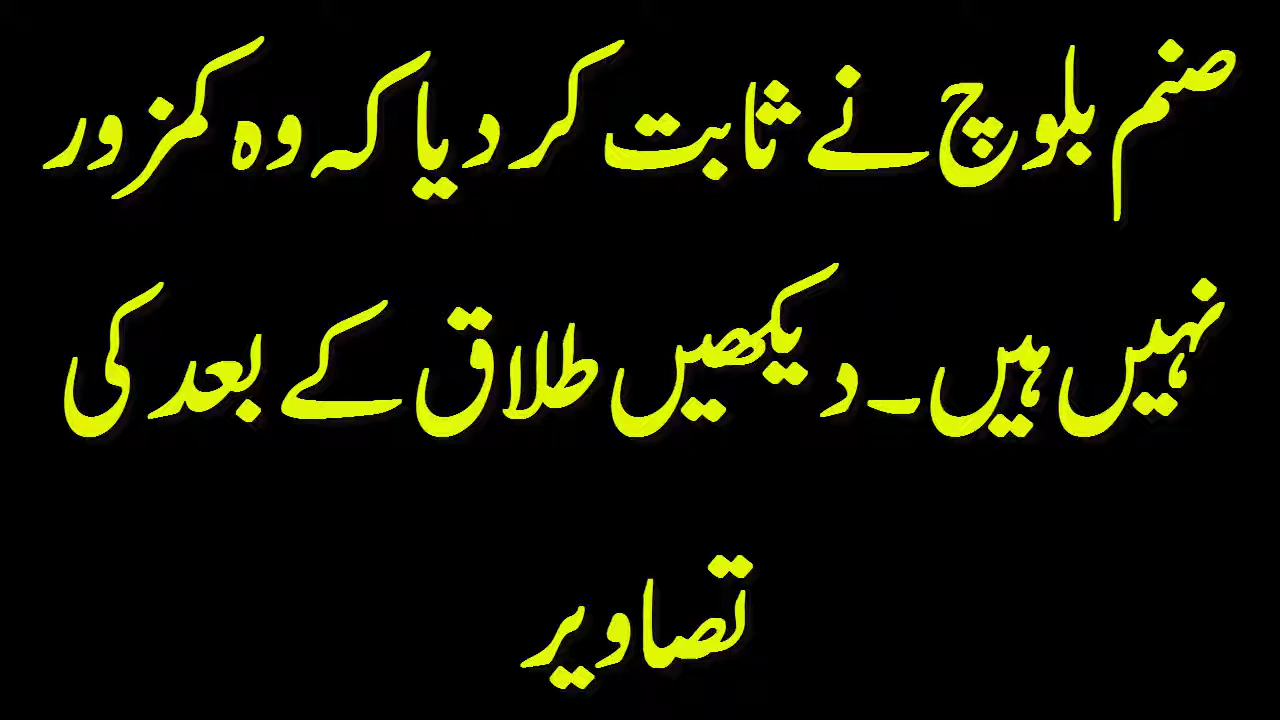 صنم بلوچ نے ثابت کر دیا کہ وہ کمزور
نہیں ہیں۔ دیکھیں طلاق کے بعد کی
تصاویر